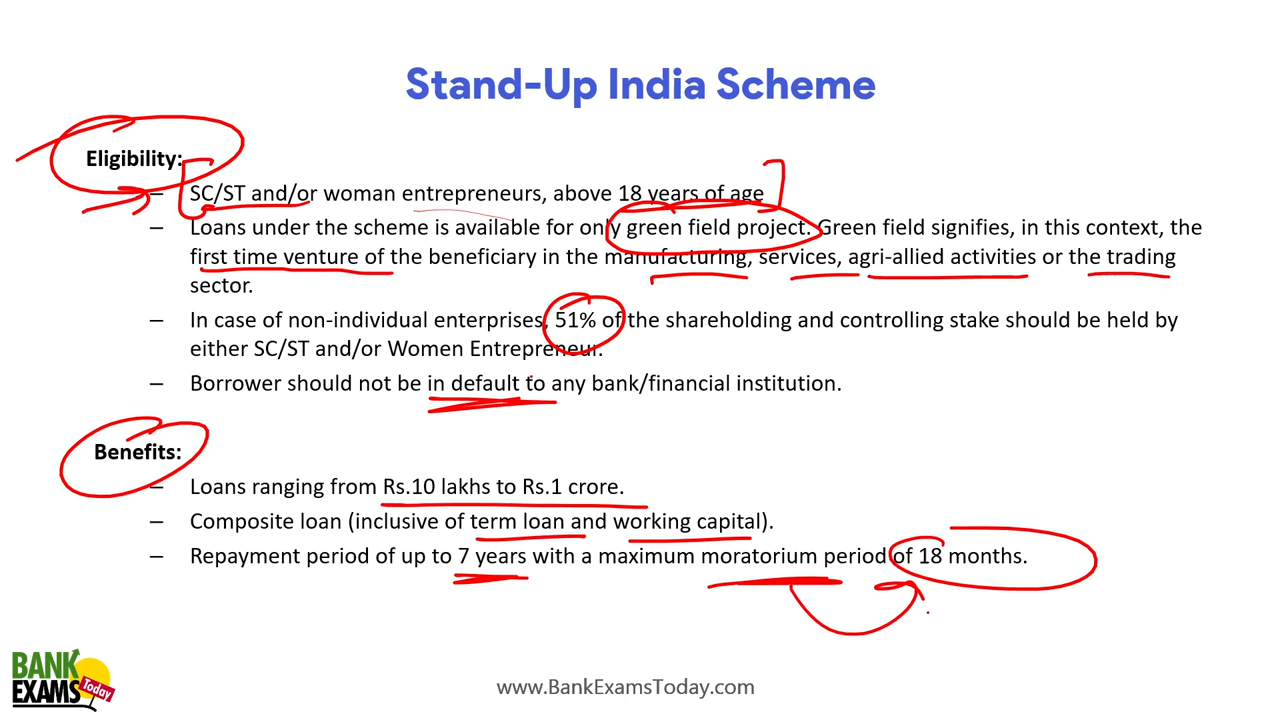 Stand-Up India Scheme
Eligibility:
– SC/ST and/or woman entrepreneurs, above 18 years of age
– Loans under the scheme is available for only green field project. Green field signifies, in this context, the
first time venture of the beneficiary in the manufacturing, services, agri-allied activities or the trading
sector.
– In case of non-individual enterprises, 51% of the shareholding and controlling stake should be held by
either SC/ST and/or Women Entrepreneur.
– Borrower should not be in default to any bank/financial institution.
Benefits:
– Loans ranging from Rs.10 lakhs to Rs.1 crore.
– Composite loan (inclusive of term loan and working capital).
– Repayment period of up to 7 years with a maximum moratorium period of 18 months.
BANK
EXAMS
Today
www.BankExamsToday.com